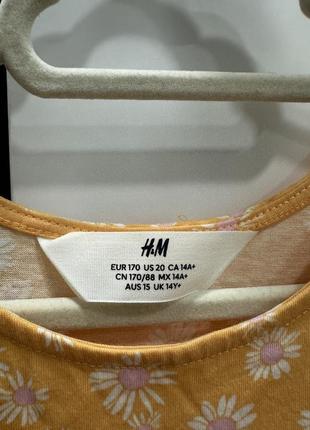 H&M
EUR 170 US 20 CA 14A+
CN 170/88 MX 14A+
AUS 15 UK 14Y+